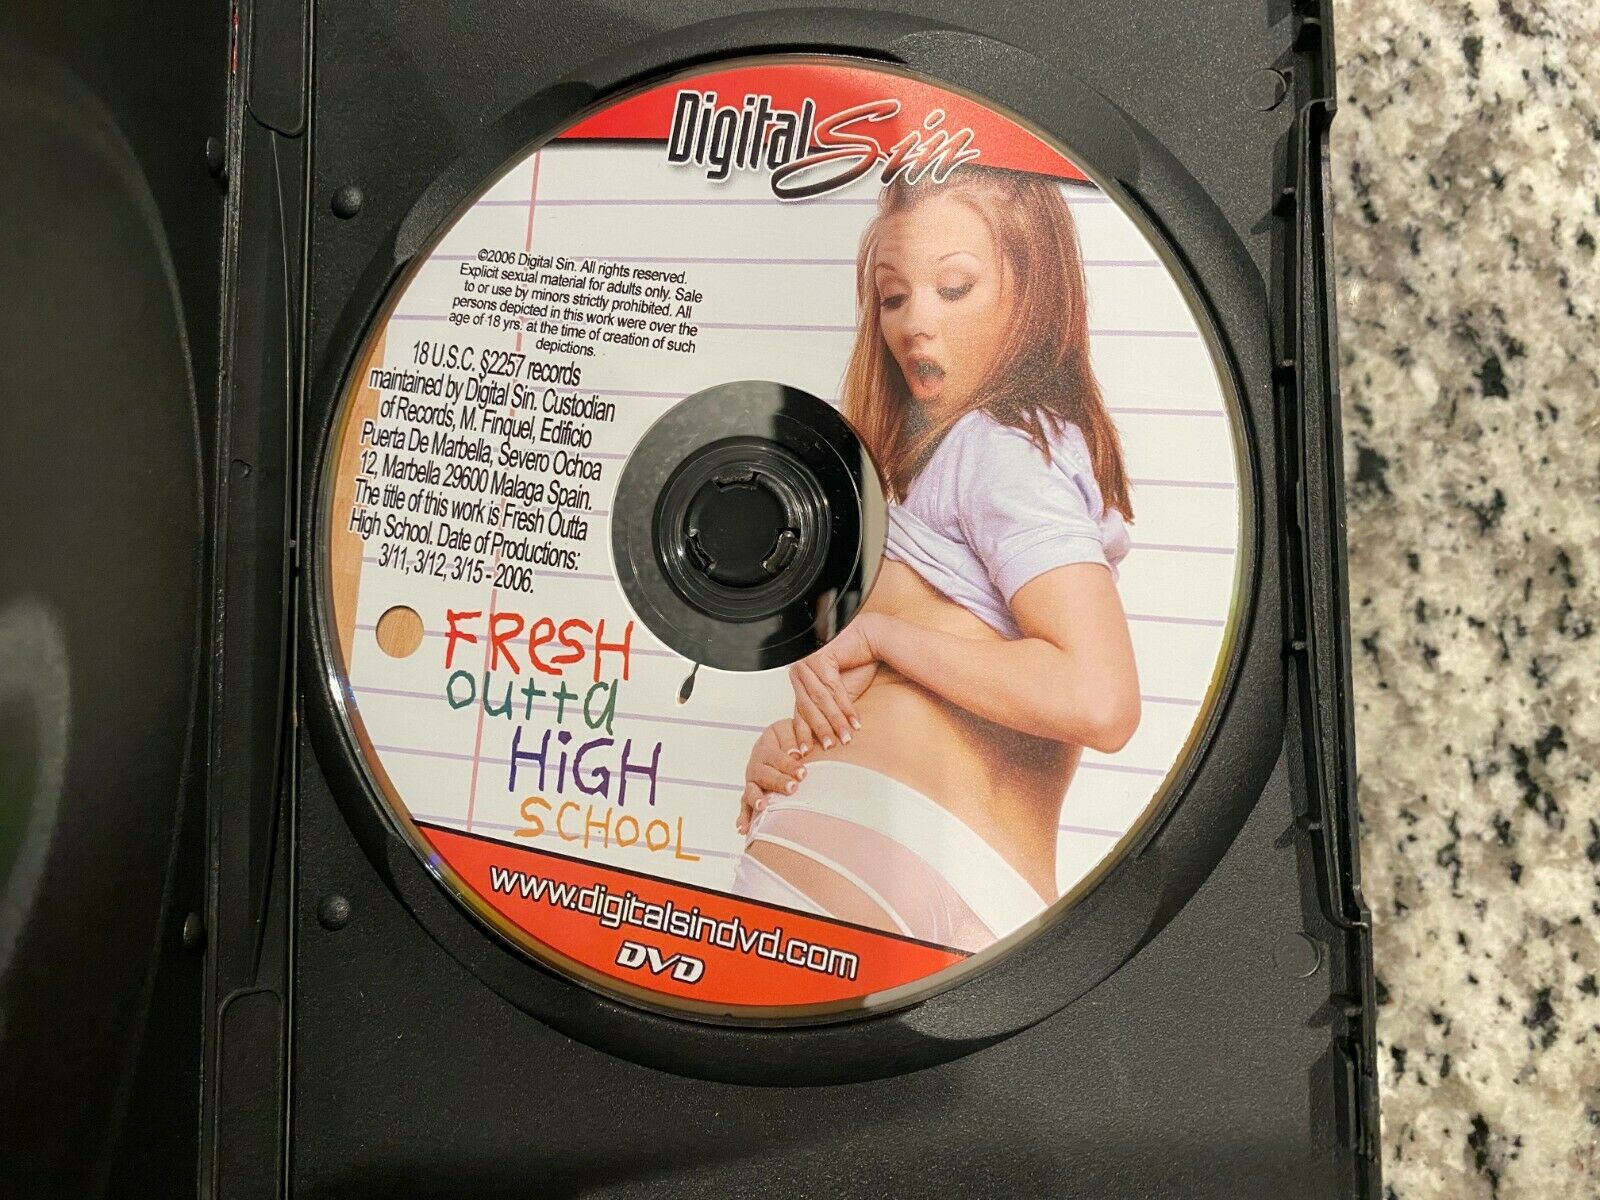 Digital Sin
©2006 Digital Sin. All rights reserved.
Explicit sexual material for adults only. Sale
to or use by minors strictly prohibited. All
persons depicted in this work were over the
age of 18 yrs. at the time of creation of such
depictions.
18 U.S.C. §2257 records
maintained by Digital Sin. Custodian
of Records, M. Finquel, Edificio
Puerta De Marbella, Severo Ochoa
12, Marbella 29600 Malaga Spain.
The title of this work is Fresh Outta
High School. Date of Productions:
3/11, 3/12, 3/15 - 2006.
FResH
outta
HiGH
SCHOOL
www.digitalsindvd.com
DVD